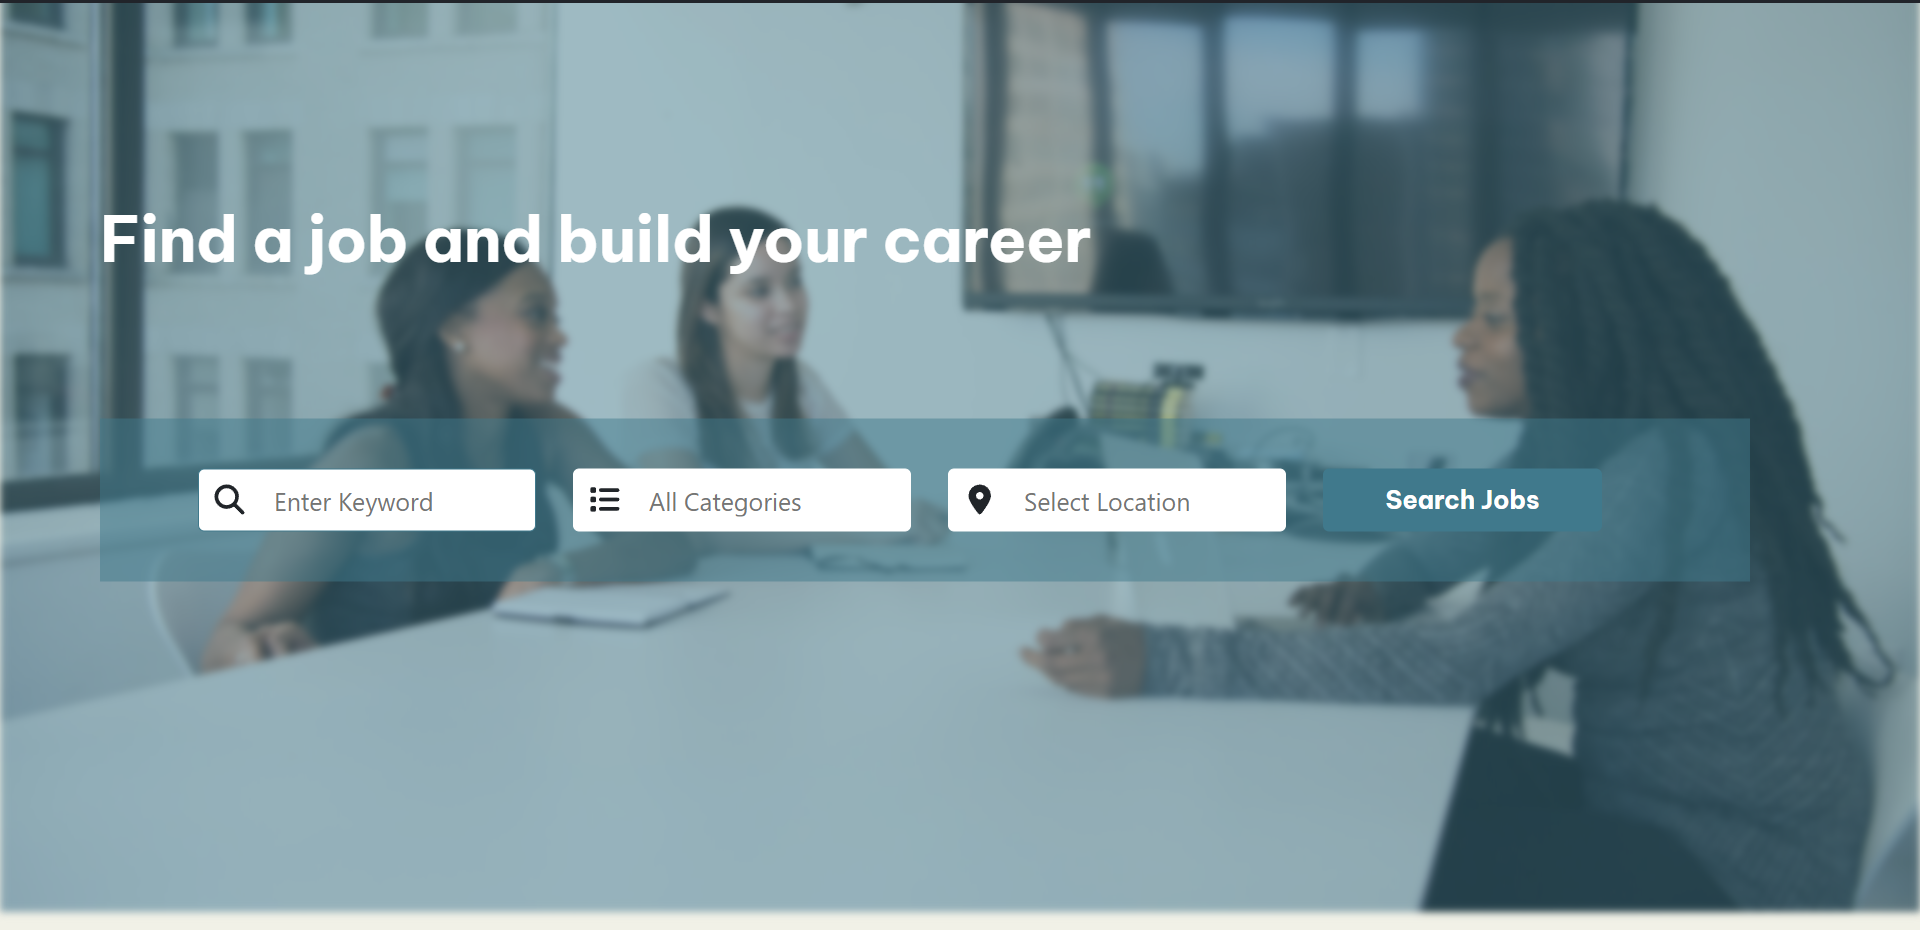 Find a job and build your career
Enter Keyword
All Categories
Select Location
Search Jobs